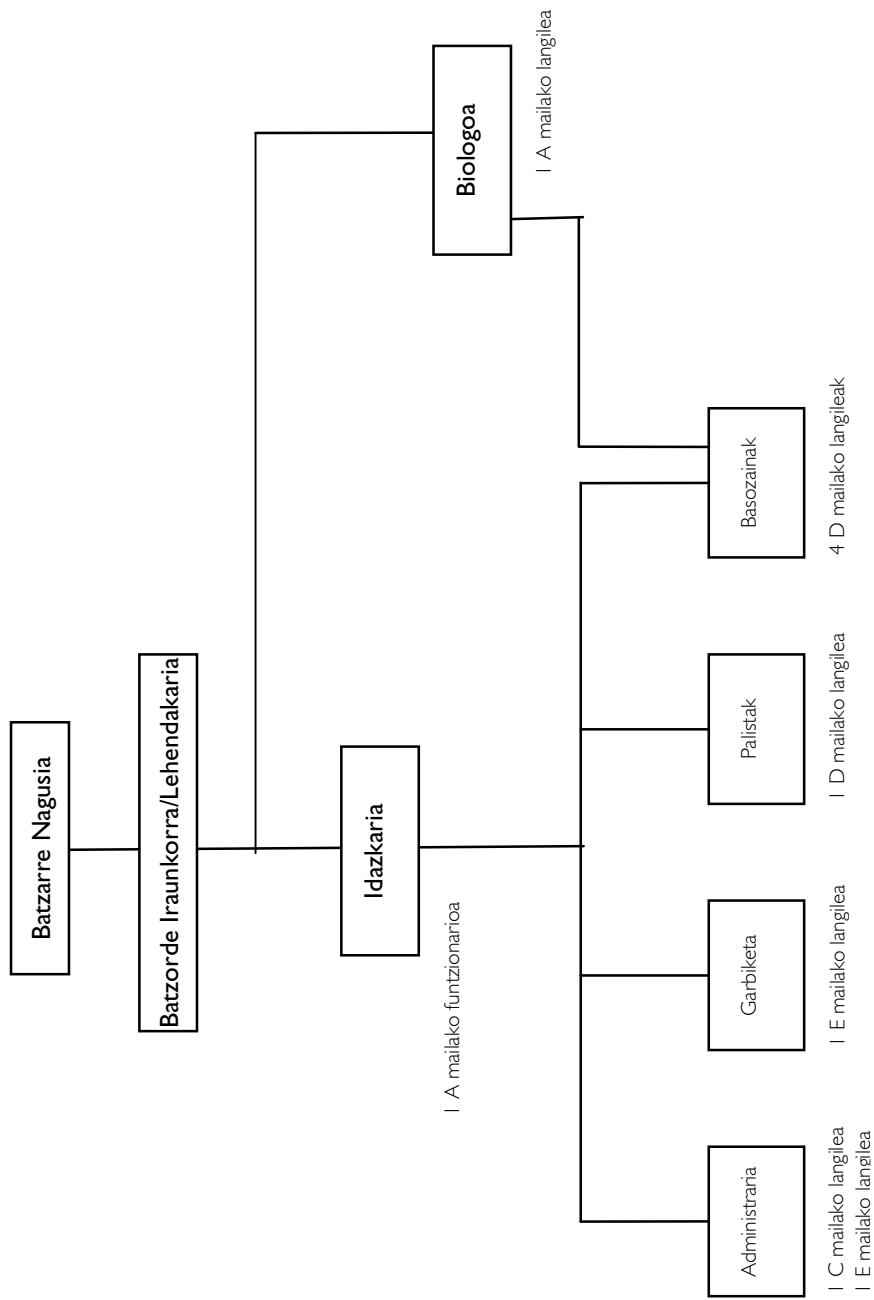 Batzarre Nagusia
Batzorde Iraunkorra/Lehendakaria
Idazkaria
1 A mailako funtzionarioa
Biologoa
1 A mailako langilea
Administraria
1 C mailako langilea
1 E mailako langilea
Garbiketa
1 E mailako langilea
Palistak
1 D mailako langilea
Basozainak
4 D mailako langileak